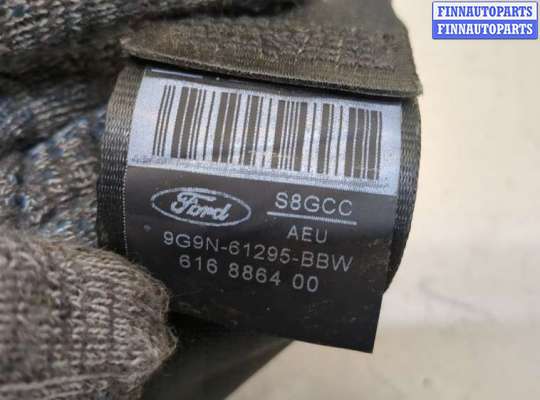 FINNAUTOPARTS
FINNAUTOPARTS
Ford
S8GCC
AEU
9G9N-61295-BBW
616 8864 00